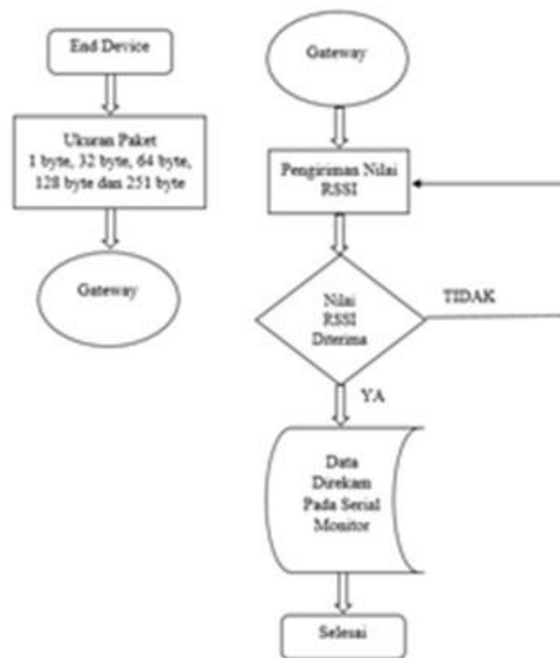 End Device
Ukuran Paket
1 byte, 32 byte, 64 byte,
128 byte dan 251 byte
Gateway
Gateway
Pengiriman Nilai
RSSI
Nilai
RSSI
Diterima
TIDAK
YA
Data
Direkam
Pada Serial
Monitor
Selesai